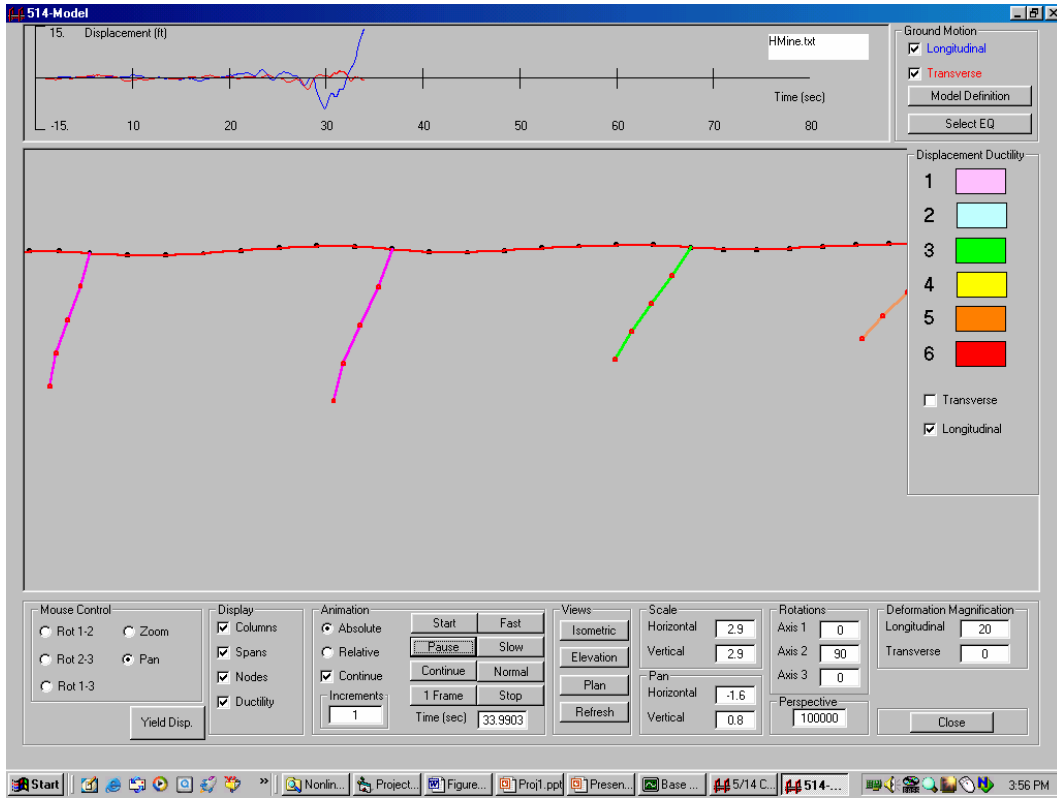 514-Model
15. Displacement (ft)
HMine.txt
Time (sec)
-15. 10 20 30 40 50 60 70 80
Ground Motion
Longitudinal
Transverse
Model Definition
Select EQ
Displacement Ductility
1
2
3
4
5
6
Transverse
Longitudinal
Mouse Control
Rot 1-2 Zoom
Rot 2-3 Pan
Rot 1-3
Yield Disp.
Display
Columns
Spans
Nodes
Ductility
Animation
Absolute
Relative
Continue
Increments
1
Start Fast
Pause Slow
Continue Normal
1 Frame Stop
Time (sec) 33.9903
Views
Isometric
Elevation
Plan
Refresh
Scale
Horizontal 2.9
Vertical 2.9
Pan
Horizontal -1.6
Vertical 0.8
Rotations
Axis 1 0
Axis 2 90
Axis 3 0
Perspective
100000
Deformation Magnification
Longitudinal 20
Transverse 0
Close
Start » Nonlin... Project... Figure... Proj1.ppt Presen... Base ... 5/14 C... 514-... 3:56 PM